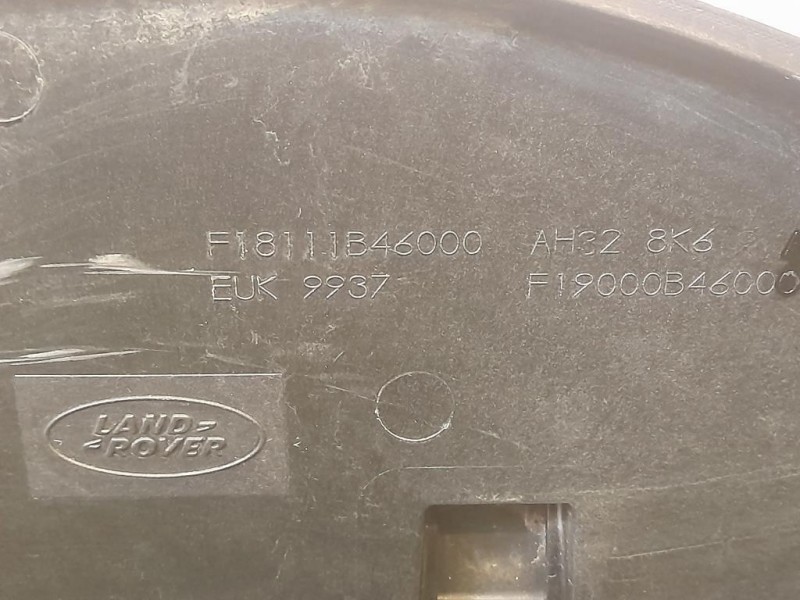 F18111B46000 AH32 8K6
EUK 9937 F19000B46000
LAND-
-ROVER